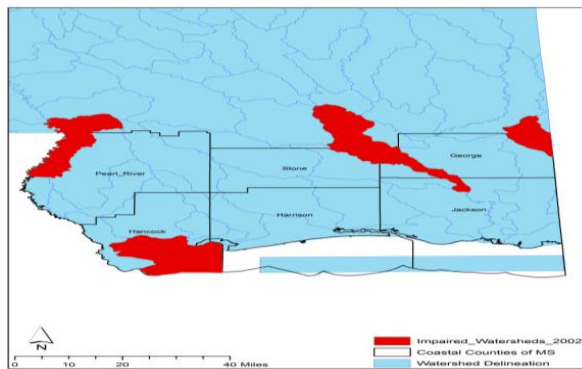 George
Stone
Pearl_River
Jackson
Harrison
Hancock
N
Impaired_Watersheds_2002
Coastal Counties of MS
Watershed Delineation
0 10 20 40 Miles